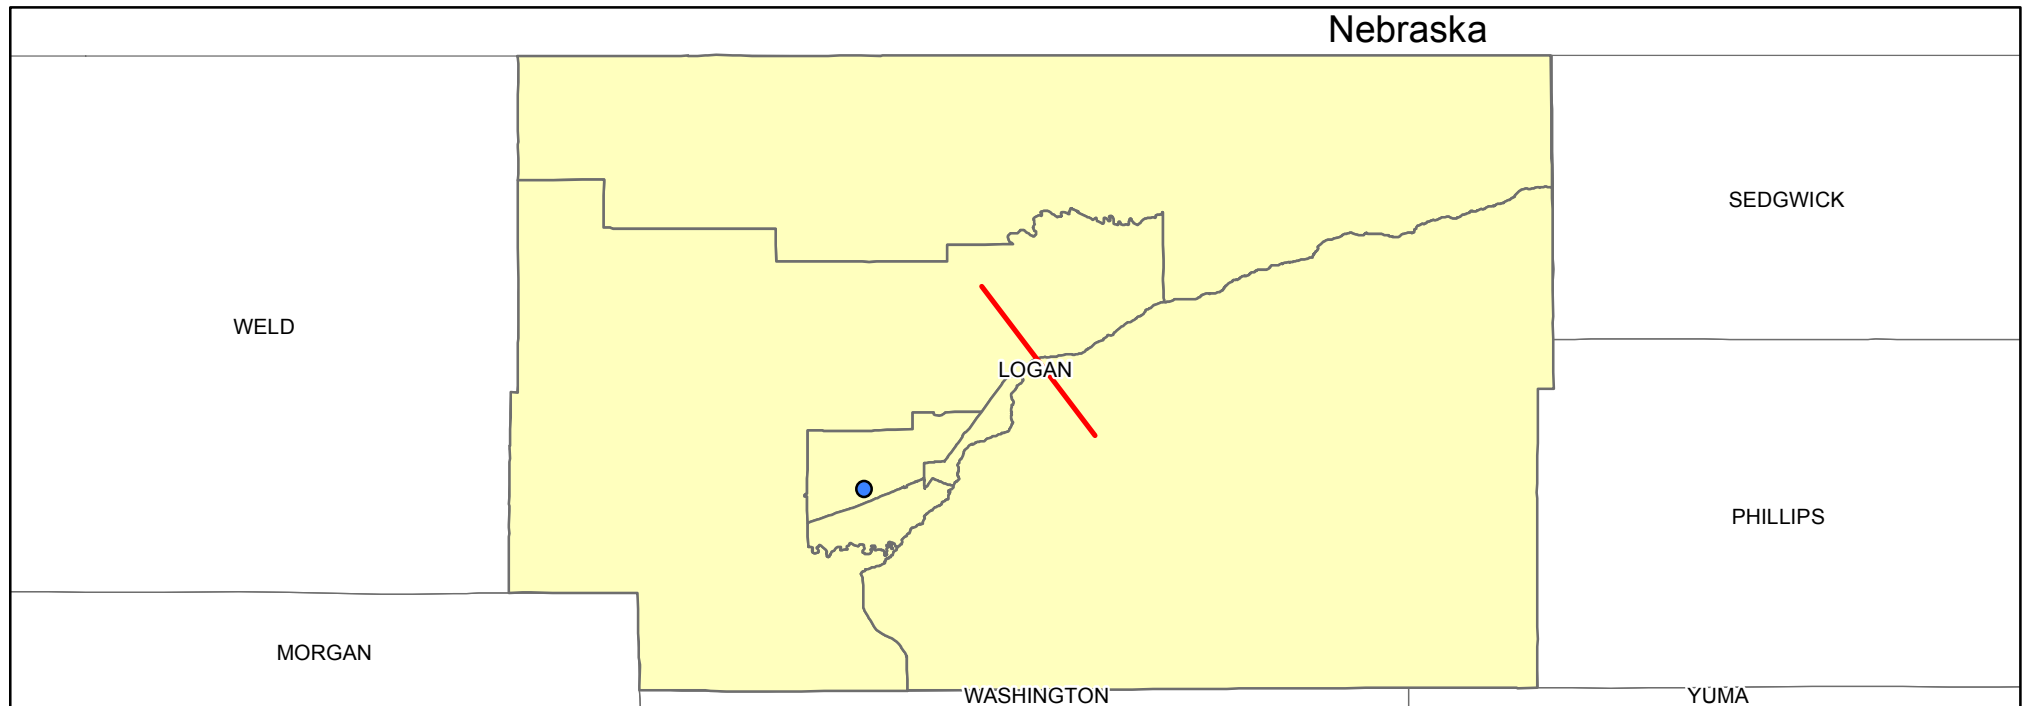 Nebraska
SEDGWICK
WELD
LOGAN
PHILLIPS
MORGAN
WASHINGTON
YUMA